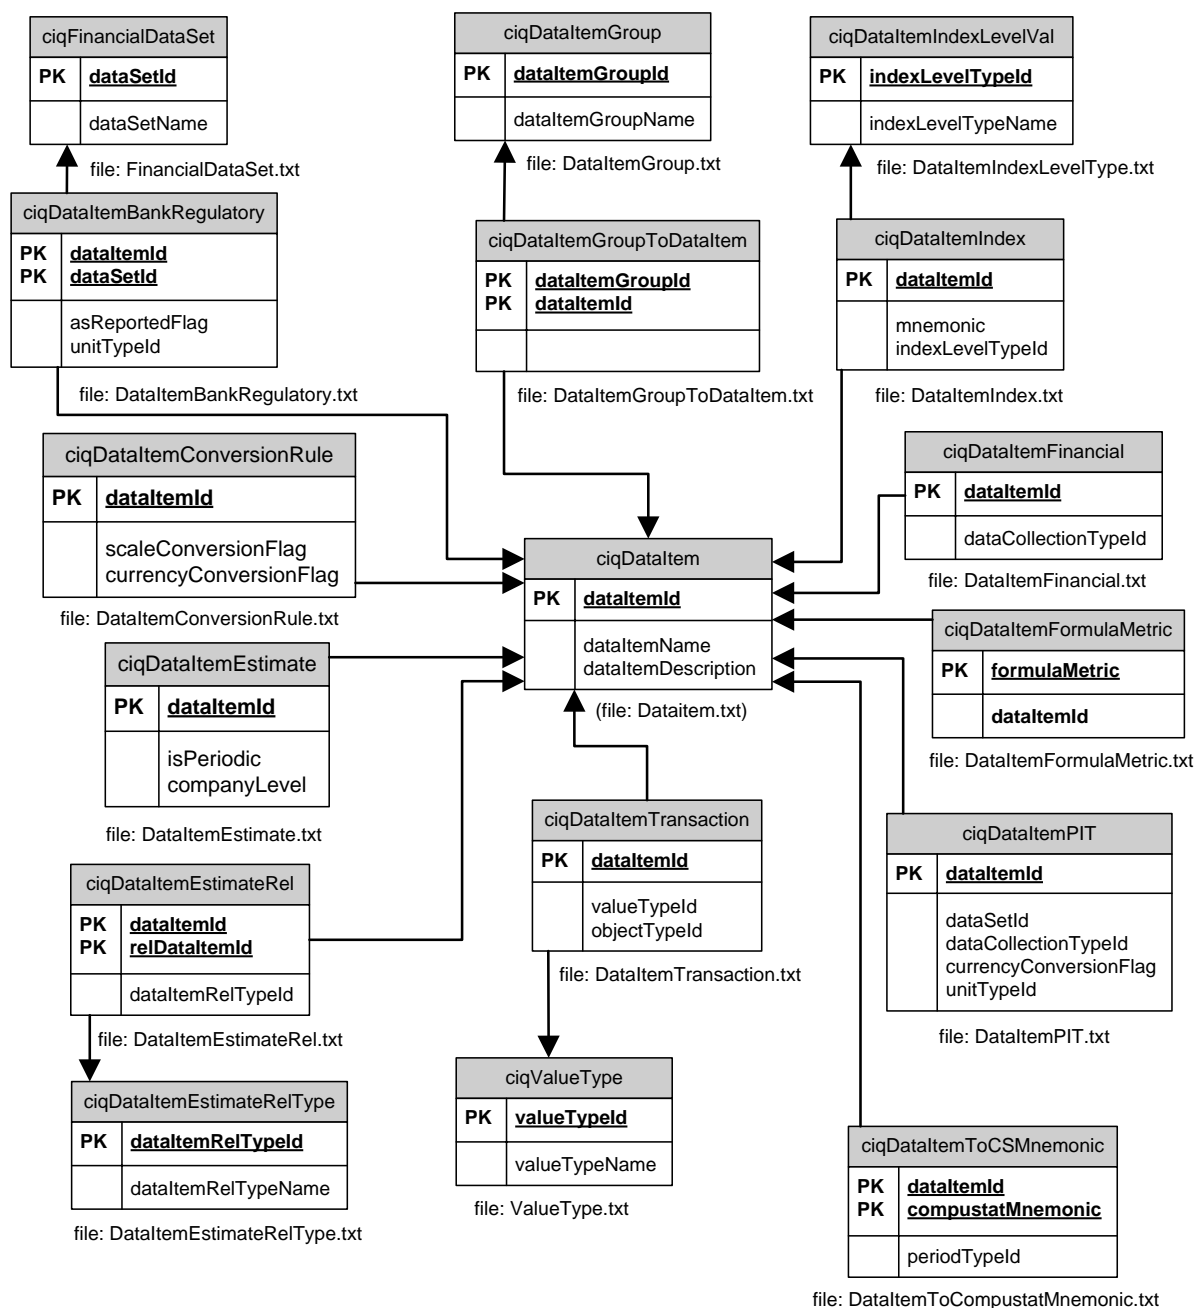 ciqFinancialDataSet
PK dataSetId
dataSetName
file: FinancialDataSet.txt
ciqDataItemGroup
PK dataItemGroupId
dataItemGroupName
file: DataItemGroup.txt
ciqDataItemIndexLevelVal
PK indexLevelTypeId
indexLevelTypeName
file: DataItemIndexLevelType.txt
ciqDataItemBankRegulatory
PK dataItemId
PK dataSetId
asReportedFlag
unitTypeId
file: DataItemBankRegulatory.txt
ciqDataItemGroupToDataItem
PK dataItemGroupId
PK dataItemId
file: DataItemGroupToDataItem.txt
ciqDataItemIndex
PK dataItemId
mnemonic
indexLevelTypeId
file: DataItemIndex.txt
ciqDataItemConversionRule
PK dataItemId
scaleConversionFlag
currencyConversionFlag
file: DataItemConversionRule.txt
ciqDataItemFinancial
PK dataItemId
dataCollectionTypeId
file: DataItemFinancial.txt
ciqDataItem
PK dataItemId
dataItemName
dataItemDescription
(file: Dataitem.txt)
ciqDataItemFormulaMetric
PK formulaMetric
dataItemId
file: DataItemFormulaMetric.txt
ciqDataItemEstimate
PK dataItemId
isPeriodic
companyLevel
file: DataItemEstimate.txt
ciqDataItemTransaction
PK dataItemId
valueTypeId
objectTypeId
file: DataItemTransaction.txt
ciqDataItemPIT
PK dataItemId
dataSetId
dataCollectionTypeId
currencyConversionFlag
unitTypeId
file: DataItemPIT.txt
ciqDataItemEstimateRel
PK dataItemId
PK relDataItemId
dataItemRelTypeId
file: DataItemEstimateRel.txt
ciqDataItemEstimateRelType
PK dataItemRelTypeId
dataItemRelTypeName
file: DataItemEstimateRelType.txt
ciqValueType
PK valueTypeId
valueTypeName
file: ValueType.txt
ciqDataItemToCSMnemonic
PK dataItemId
PK compustatMnemonic
periodTypeId
file: DataItemToCompustatMnemonic.txt